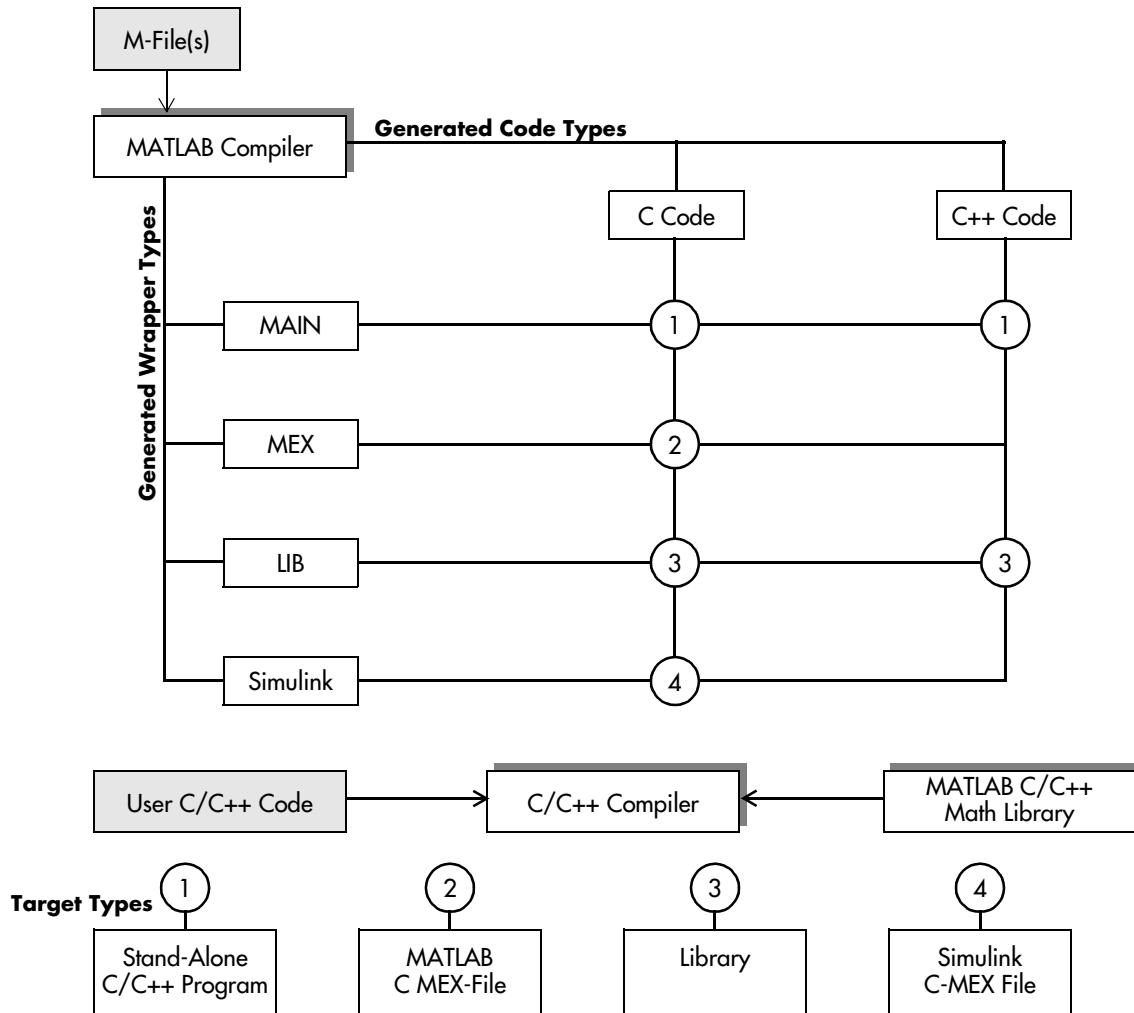 M-File(s)
Generated Code Types
MATLAB Compiler
C Code
C++ Code
Generated Wrapper Types
MAIN
1
1
MEX
2
LIB
3
3
Simulink
4
User C/C++ Code
C/C++ Compiler
MATLAB C/C++
Math Library
Target Types
1
2
3
4
Stand-Alone
C/C++ Program
MATLAB
C MEX-File
Library
Simulink
C-MEX File